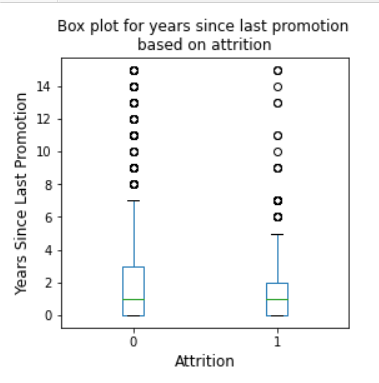 Box plot for years since last promotion
based on attrition
Years Since Last Promotion
14
12
10
8
6
4
2
0
0
1
Attrition